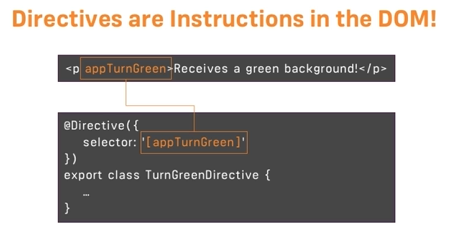 Directives are Instructions in the DOM!
<p appTurnGreen>Receives a green background!</p>
@Directive({
selector: '[appTurnGreen]'
})
export class TurnGreenDirective {
…
}